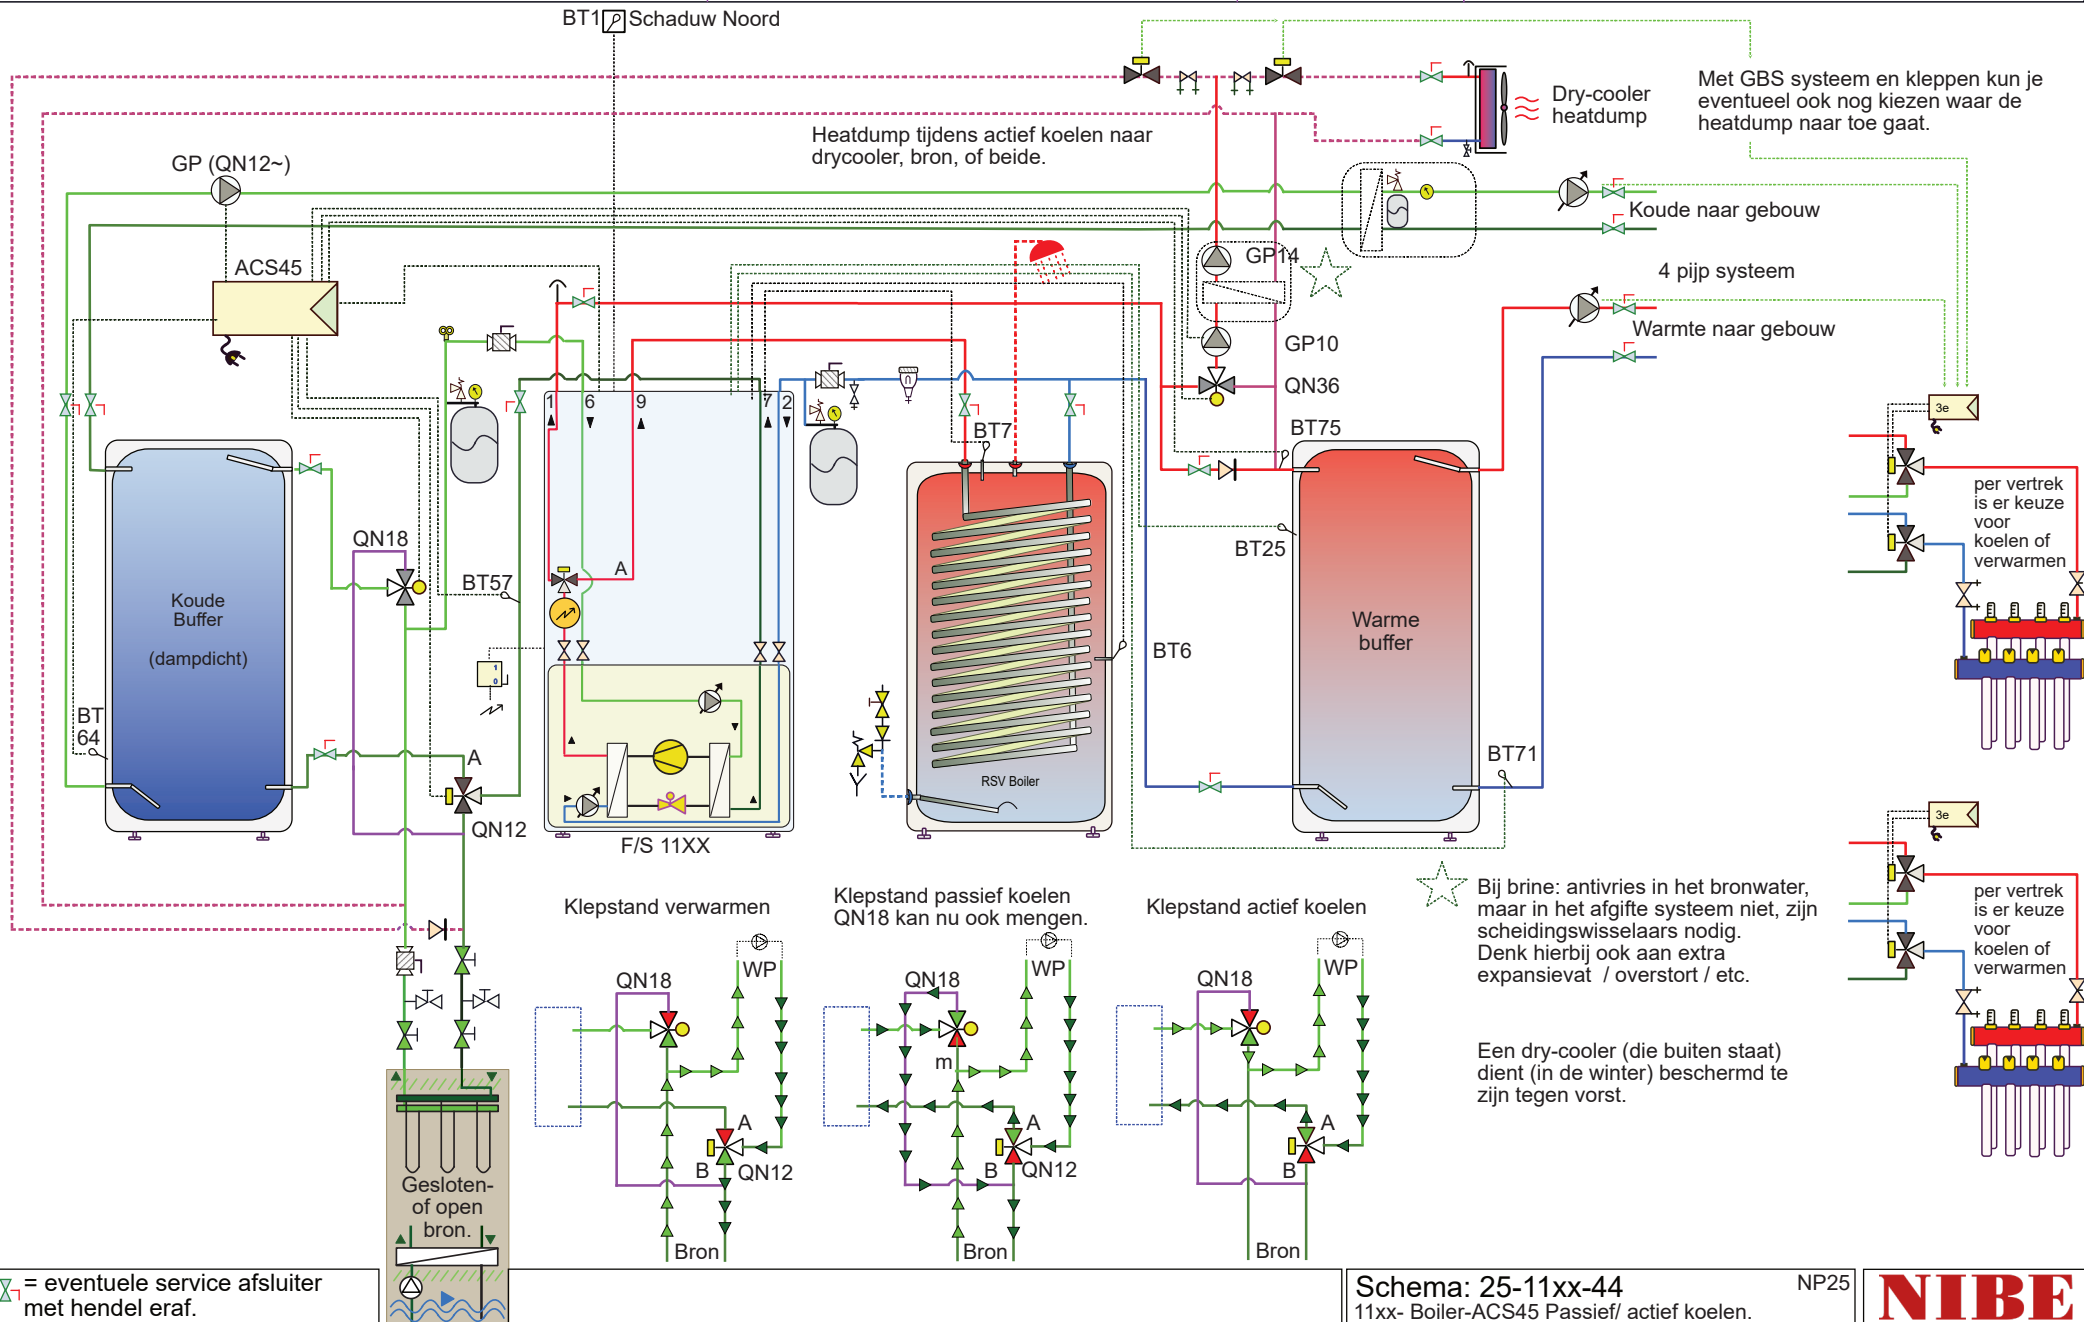 BT1
Schaduw Noord
Dry-cooler
heatdump
Met GBS systeem en kleppen kun je
eventueel ook nog kiezen waar de
heatdump naar toe gaat.
Heatdump tijdens actief koelen naar
drycooler, bron, of beide.
GP (QN12~)
Koude naar gebouw
ACS45
GP14
4 pijp systeem
Warmte naar gebouw
GP10
QN36
1
6
9
7
2
BT7
BT75
3e
per vertrek
is er keuze
voor
koelen of
verwarmen
QN18
BT57
A
BT25
Koude
Buffer
(dampdicht)
Warme
buffer
BT6
1
0
BT
64
A
QN12
RSV Boiler
BT71
F/S 11XX
3e
per vertrek
is er keuze
voor
koelen of
verwarmen
Klepstand verwarmen
Klepstand passief koelen
QN18 kan nu ook mengen.
Klepstand actief koelen
Bij brine: antivries in het bronwater,
maar in het afgifte systeem niet, zijn
scheidingswisselaars nodig.
Denk hierbij ook aan extra
expansievat / overstort / etc.
QN18
WP
A
B
QN12
Bron
QN18
WP
m
A
B
QN12
Bron
QN18
WP
A
B
Bron
Een dry-cooler (die buiten staat)
dient (in de winter) beschermd te
zijn tegen vorst.
Gesloten-
of open
bron.
= eventuele service afsluiter
met hendel eraf.
Schema: 25-11xx-44
NP25
11xx- Boiler-ACS45 Passief/ actief koelen.
NIBE